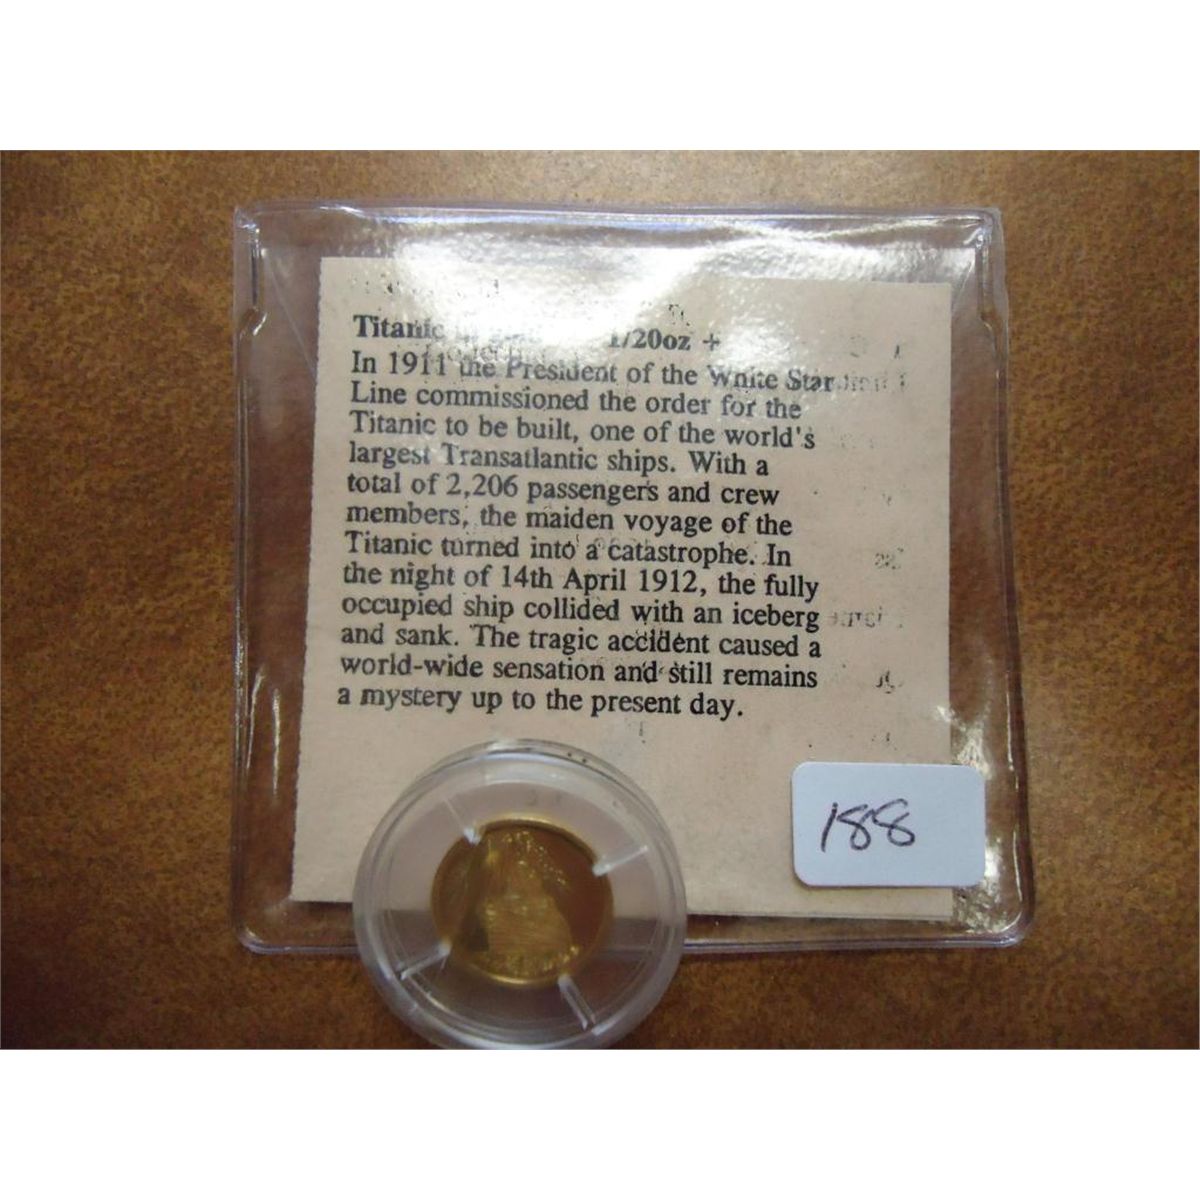 Titanic 1/20oz +
In 1911 the President of the White Star
Line commissioned the order for the
Titanic to be built, one of the world's
largest Transatlantic ships. With a
total of 2,206 passengers and crew
members, the maiden voyage of the
Titanic turned into a catastrophe. In
the night of 14th April 1912, the fully
occupied ship collided with an iceberg
and sank. The tragic accident caused a
world-wide sensation and still remains
a mystery up to the present day.
188